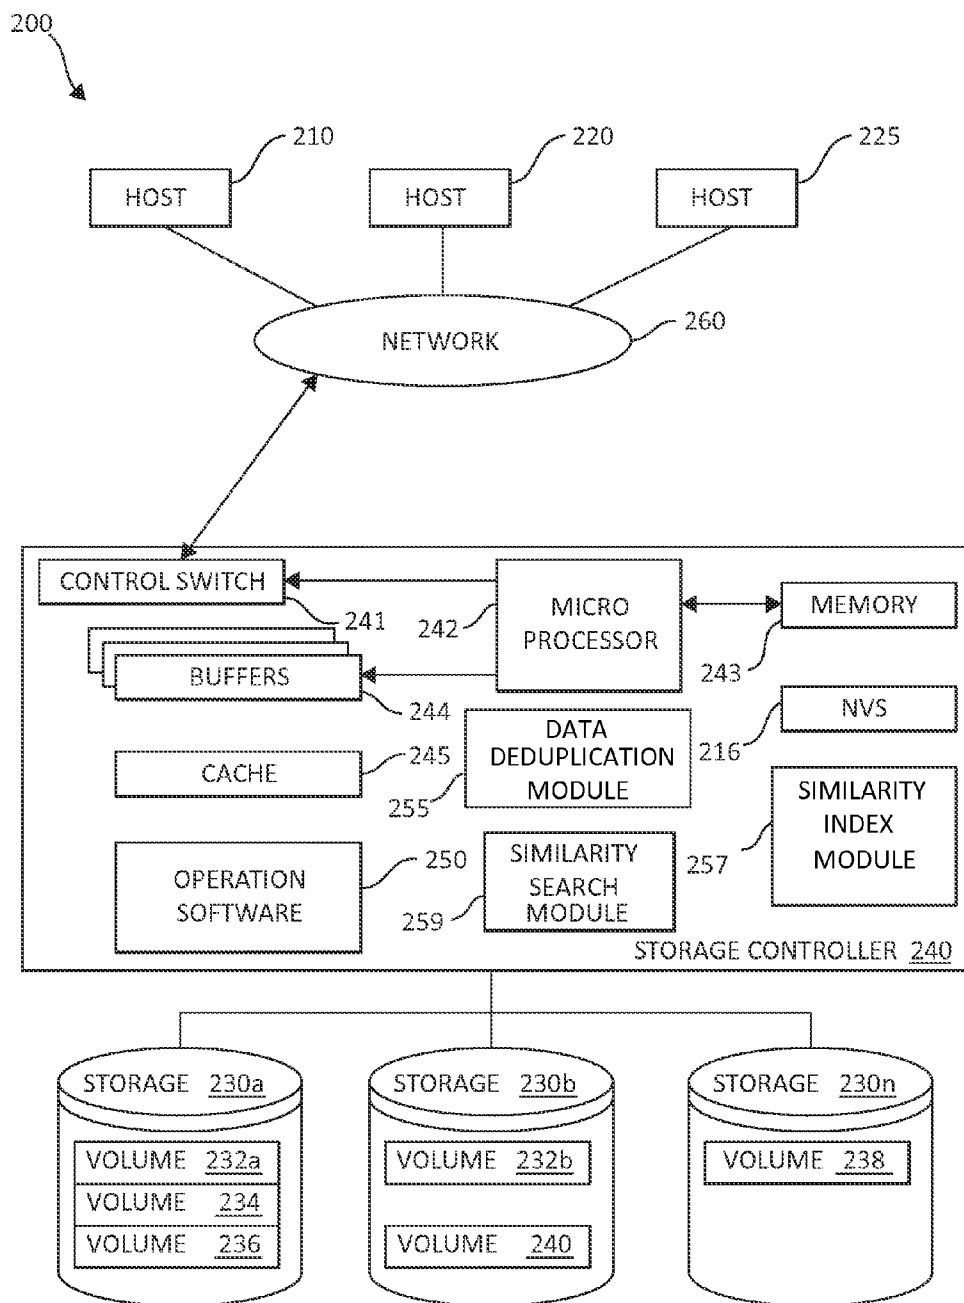 200
210
220
225
HOST
HOST
HOST
NETWORK
260
CONTROL SWITCH
241
242
MICRO
PROCESSOR
MEMORY
243
BUFFERS
244
NVS
216
CACHE
245
DATA
DEDUPLICATION
MODULE
255
SIMILARITY
INDEX
MODULE
257
OPERATION
SOFTWARE
250
SIMILARITY
SEARCH
MODULE
259
STORAGE CONTROLLER 240
STORAGE 230a
STORAGE 230b
STORAGE 230n
VOLUME 232a
VOLUME 234
VOLUME 236
VOLUME 232b
VOLUME 240
VOLUME 238